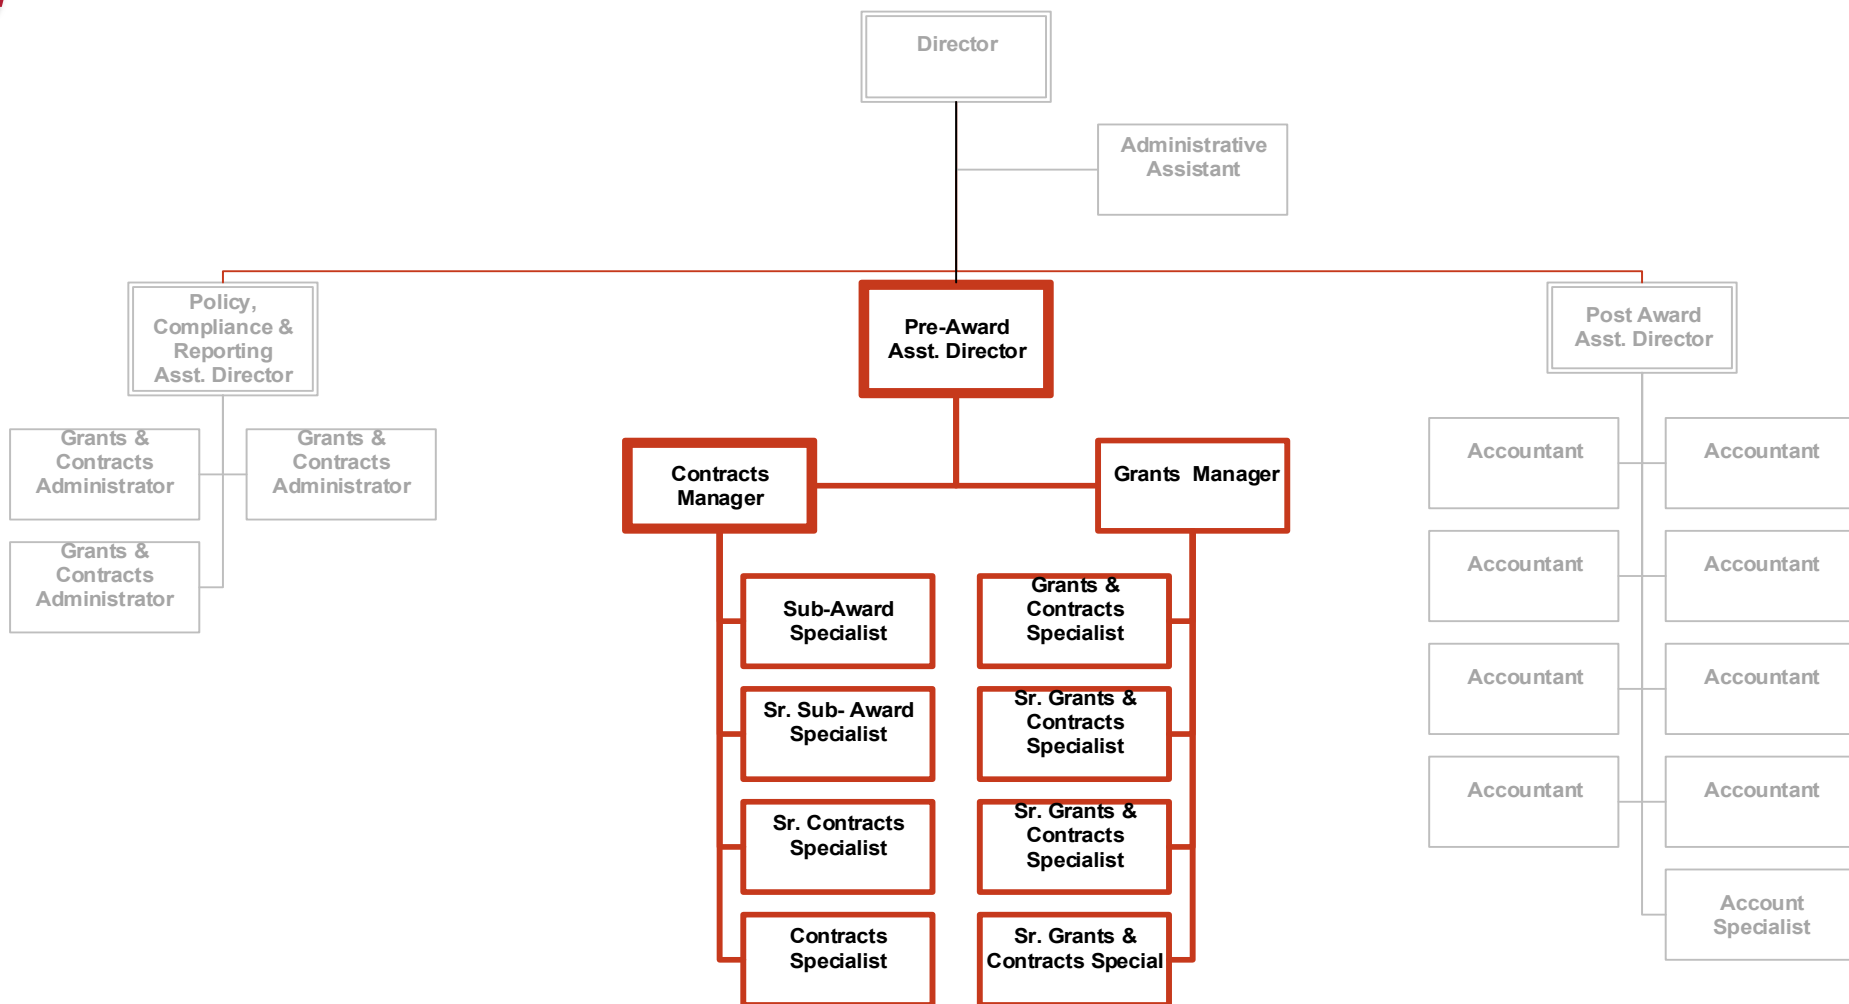 Director
Administrative
Assistant
Policy,
Compliance &
Reporting
Asst. Director
Pre-Award
Asst. Director
Post Award
Asst. Director
Grants &
Contracts
Administrator
Grants &
Contracts
Administrator
Grants &
Contracts
Administrator
Contracts
Manager
Grants Manager
Sub-Award
Specialist
Sr. Sub- Award
Specialist
Sr. Contracts
Specialist
Contracts
Specialist
Grants &
Contracts
Specialist
Sr. Grants &
Contracts
Specialist
Sr. Grants &
Contracts
Specialist
Sr. Grants &
Contracts Special
Accountant
Accountant
Accountant
Accountant
Accountant
Accountant
Accountant
Accountant
Account
Specialist